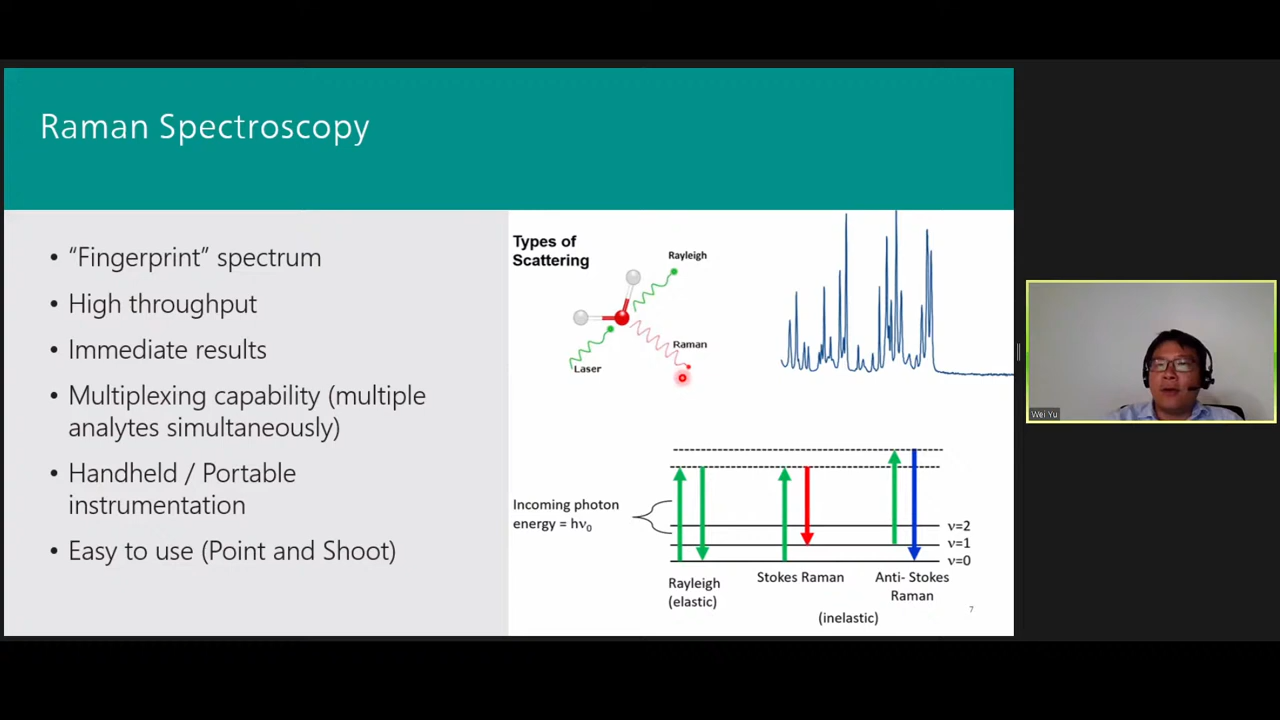 Raman Spectroscopy
• “Fingerprint” spectrum
• High throughput
• Immediate results
• Multiplexing capability (multiple
analytes simultaneously)
• Handheld / Portable
instrumentation
• Easy to use (Point and Shoot)
Types of
Scattering
Rayleigh
Raman
Laser
Incoming photon
energy = hν₀
ν=2
ν=1
ν=0
Rayleigh
(elastic)
Stokes Raman
Anti- Stokes
Raman
(inelastic)
7
Wei Yu